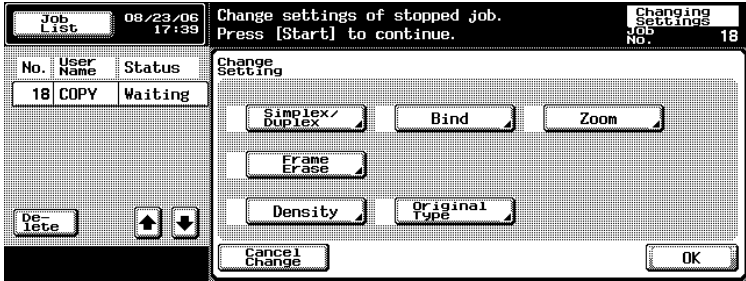 Job
List
08/23/06
17:39
Change settings of stopped job.
Press [Start] to continue.
Changing
Settings
Job
No. 18
No. User
Name Status
18 COPY Waiting
De-
lete
Change
Setting
Simplex/
Duplex
Bind
Zoom
Frame
Erase
Density
Original
Type
Cancel
Change
OK